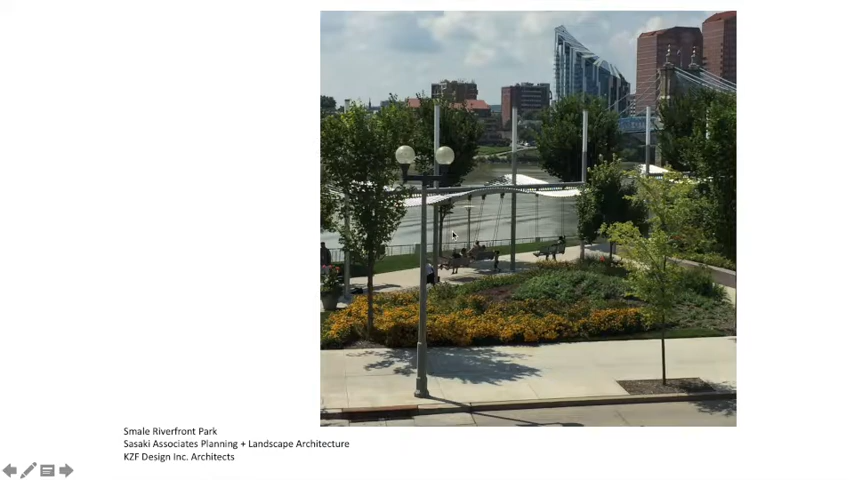 Smale Riverfront Park
Sasaki Associates Planning + Landscape Architecture
KZF Design Inc. Architects